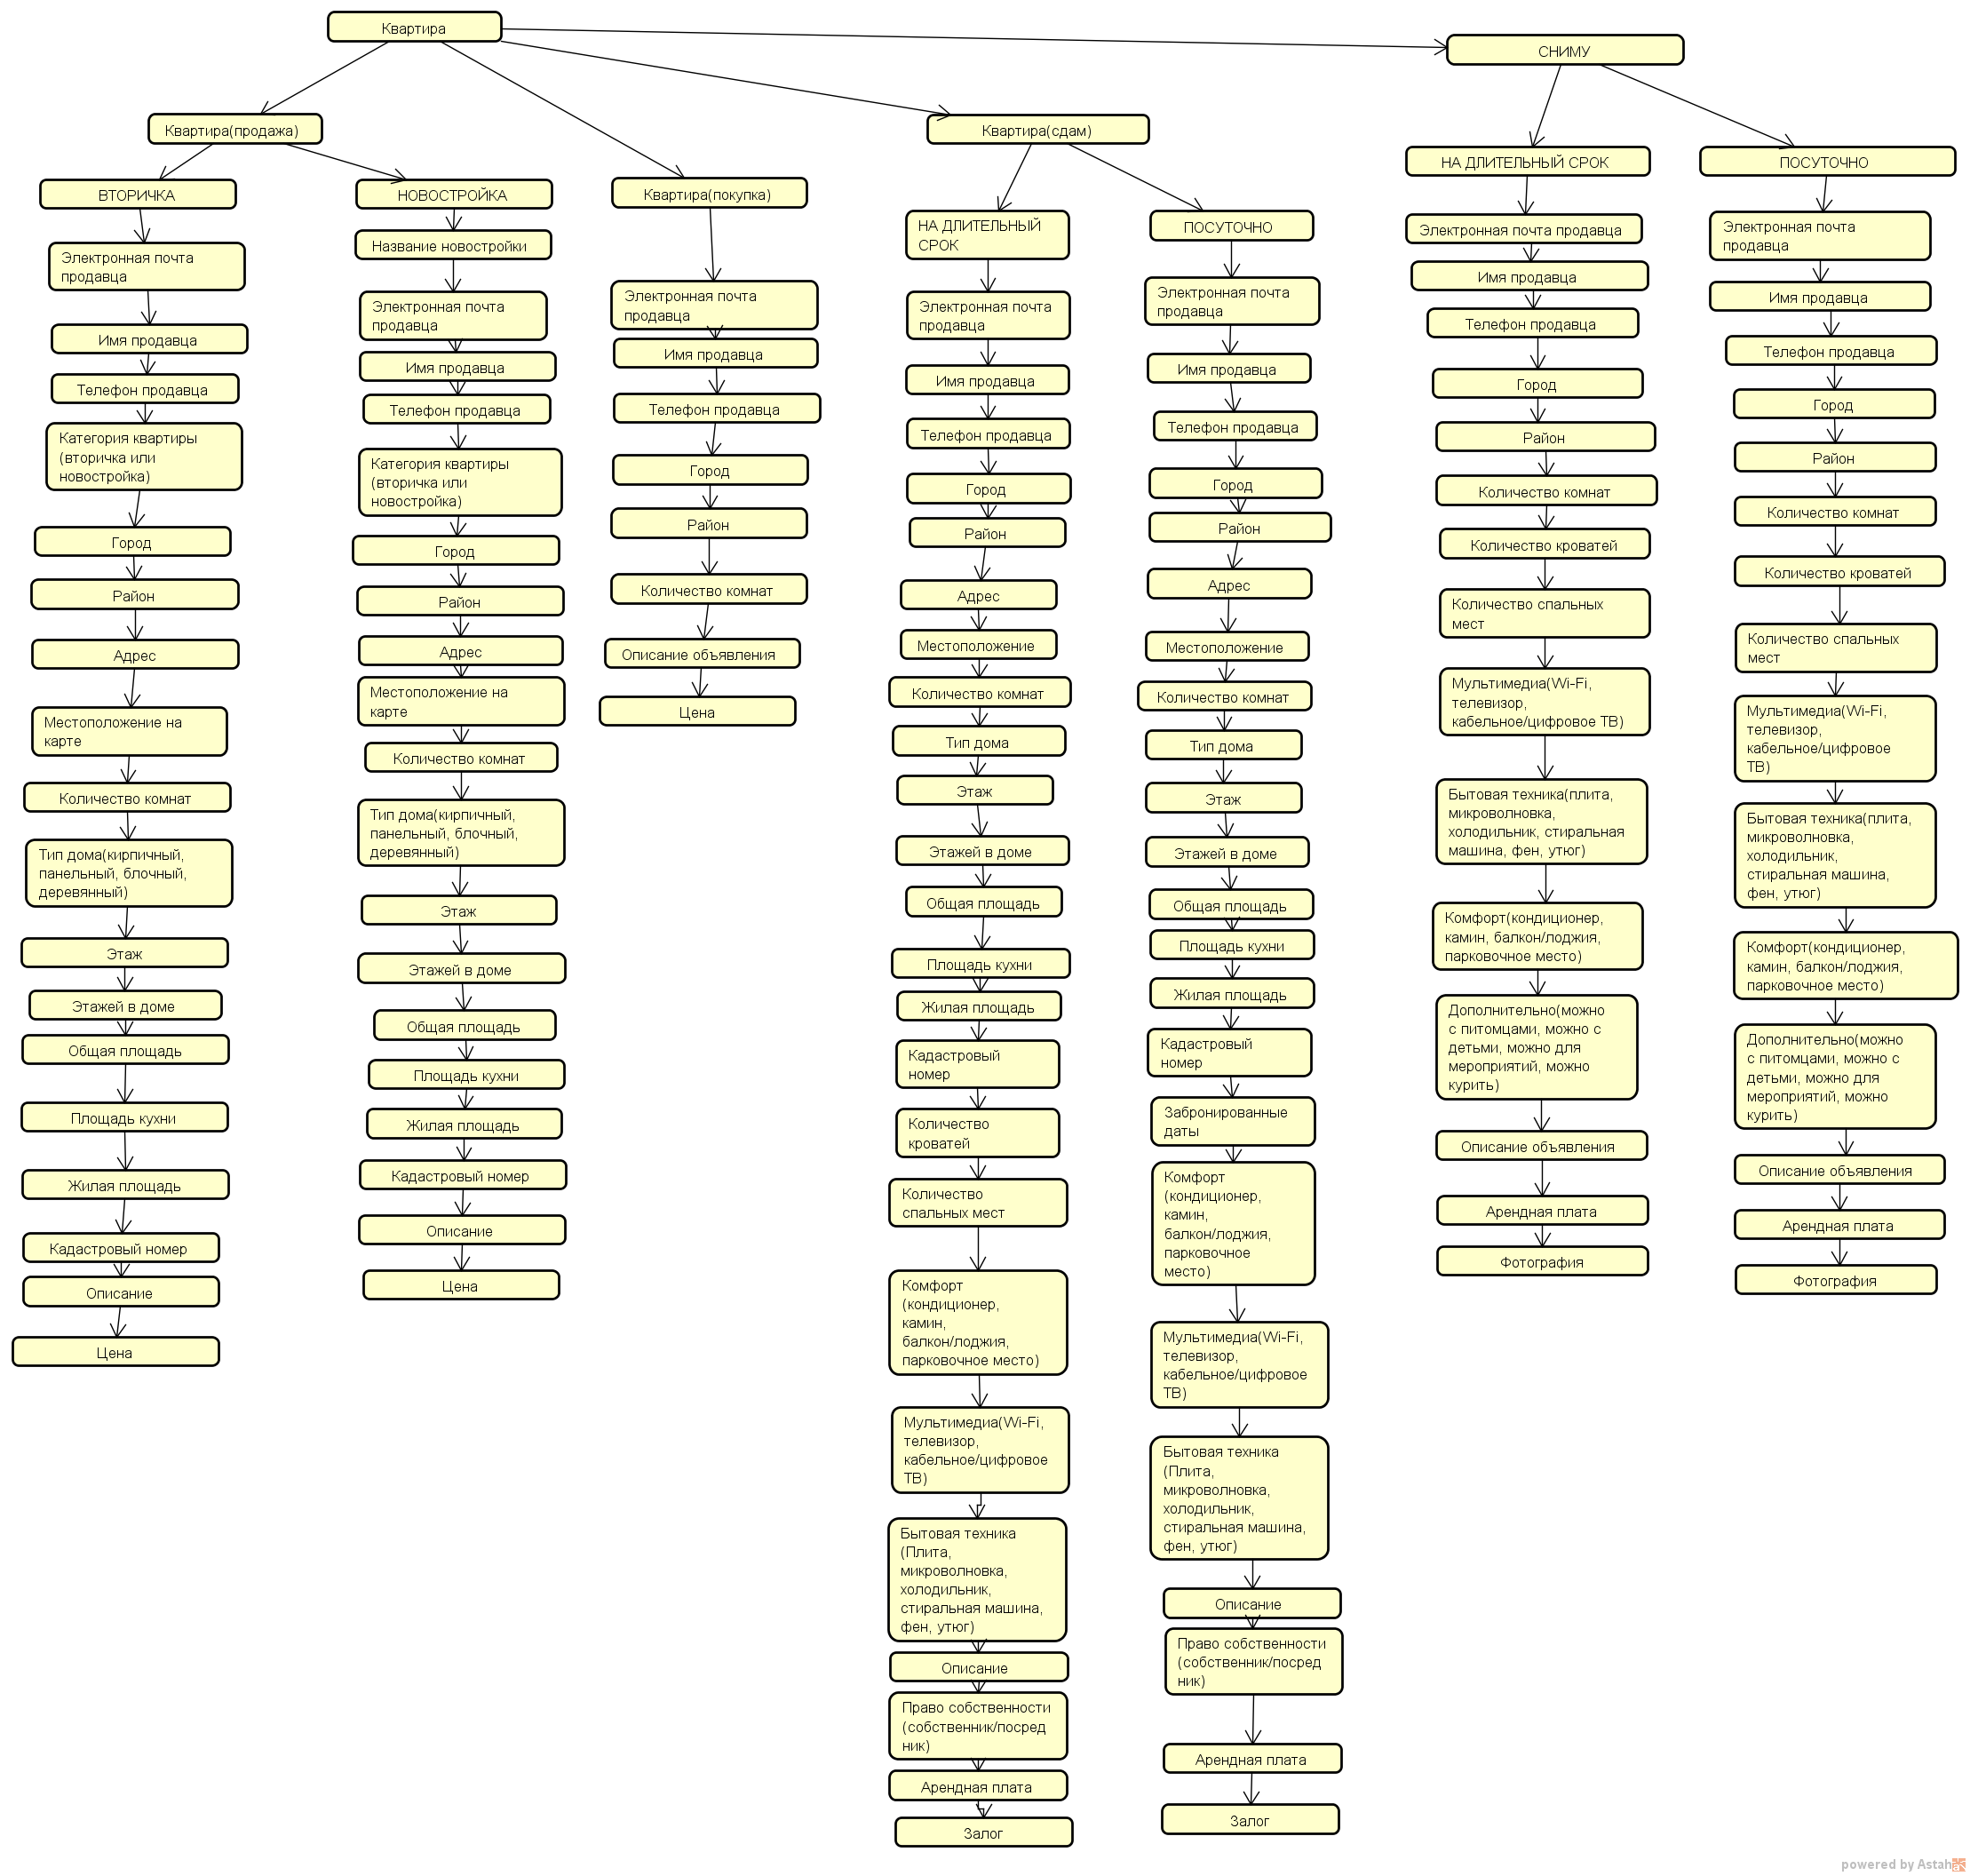 Квартира
СНИМУ
Квартира(продажа)
Квартира(сдам)
ВТОРИЧКА
НОВОСТРОЙКА
Квартира(покупка)
НА ДЛИТЕЛЬНЫЙ
СРОК
ПОСУТОЧНО
НА ДЛИТЕЛЬНЫЙ СРОК
ПОСУТОЧНО
Электронная почта
продавца
Имя продавца
Телефон продавца
Категория квартиры
(вторичка или
новостройка)
Город
Район
Адрес
Местоположение на
карте
Количество комнат
Тип дома(кирпичный,
панельный, блочный,
деревянный)
Этаж
Этажей в доме
Общая площадь
Площадь кухни
Жилая площадь
Кадастровый номер
Описание
Цена
Название новостройки
Электронная почта
продавца
Имя продавца
Телефон продавца
Категория квартиры
(вторичка или
новостройка)
Город
Район
Адрес
Местоположение на
карте
Количество комнат
Тип дома(кирпичный,
панельный, блочный,
деревянный)
Этаж
Этажей в доме
Общая площадь
Площадь кухни
Жилая площадь
Кадастровый номер
Описание
Цена
Электронная почта
продавца
Имя продавца
Телефон продавца
Город
Район
Количество комнат
Описание объявления
Цена
Электронная почта
продавца
Имя продавца
Телефон продавца
Город
Район
Адрес
Местоположение
Количество комнат
Тип дома
Этаж
Этажей в доме
Общая площадь
Площадь кухни
Жилая площадь
Кадастровый
номер
Количество
кроватей
Количество
спальных мест
Комфорт
(кондиционер,
камин,
балкон/лоджия,
парковочное место)
Мультимедиа(Wi-Fi,
телевизор,
кабельное/цифровое
ТВ)
Бытовая техника
(Плита,
микроволновка,
холодильник,
стиральная машина,
фен, утюг)
Описание
Право собственности
(собственник/посред
ник)
Арендная плата
Залог
Электронная почта
продавца
Имя продавца
Телефон продавца
Город
Район
Адрес
Местоположение
Количество комнат
Тип дома
Этаж
Этажей в доме
Общая площадь
Площадь кухни
Жилая площадь
Кадастровый
номер
Забронированные
даты
Комфорт
(кондиционер,
камин,
балкон/лоджия,
парковочное
место)
Мультимедиа(Wi-Fi,
телевизор,
кабельное/цифровое
ТВ)
Бытовая техника
(Плита,
микроволновка,
холодильник,
стиральная машина,
фен, утюг)
Описание
Право собственности
(собственник/посред
ник)
Арендная плата
Залог
Электронная почта продавца
Имя продавца
Телефон продавца
Город
Район
Количество комнат
Количество кроватей
Количество спальных
мест
Мультимедиа(Wi-Fi,
телевизор,
кабельное/цифровое ТВ)
Бытовая техника(плита,
микроволновка,
холодильник, стиральная
машина, фен, утюг)
Комфорт(кондиционер,
камин, балкон/лоджия,
парковочное место)
Дополнительно(можно
с питомцами, можно с
детьми, можно для
мероприятий, можно
курить)
Описание объявления
Арендная плата
Фотография
Электронная почта
продавца
Имя продавца
Телефон продавца
Город
Район
Количество комнат
Количество кроватей
Количество спальных
мест
Мультимедиа(Wi-Fi,
телевизор,
кабельное/цифровое
ТВ)
Бытовая техника(плита,
микроволновка,
холодильник,
стиральная машина,
фен, утюг)
Комфорт(кондиционер,
камин, балкон/лоджия,
парковочное место)
Дополнительно(можно
с питомцами, можно с
детьми, можно для
мероприятий, можно
курить)
Описание объявления
Арендная плата
Фотография
powered by Astah